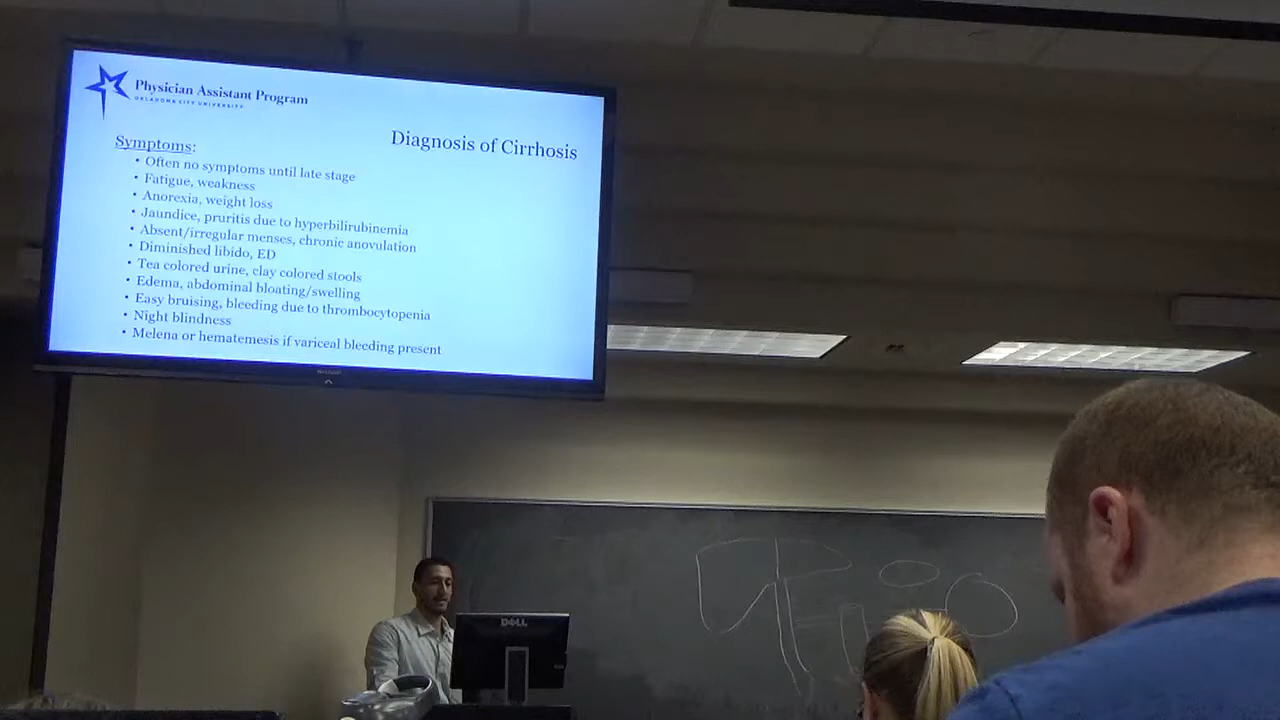 Physician Assistant Program
OKLAHOMA CITY UNIVERSITY
Diagnosis of Cirrhosis
Symptoms:
• Often no symptoms until late stage
• Fatigue, weakness
• Anorexia, weight loss
• Jaundice, pruritis due to hyperbilirubinemia
• Absent/irregular menses, chronic anovulation
• Diminished libido, ED
• Tea colored urine, clay colored stools
• Edema, abdominal bloating/swelling
• Easy bruising, bleeding due to thrombocytopenia
• Night blindness
• Melena or hematemesis if variceal bleeding present
DELL